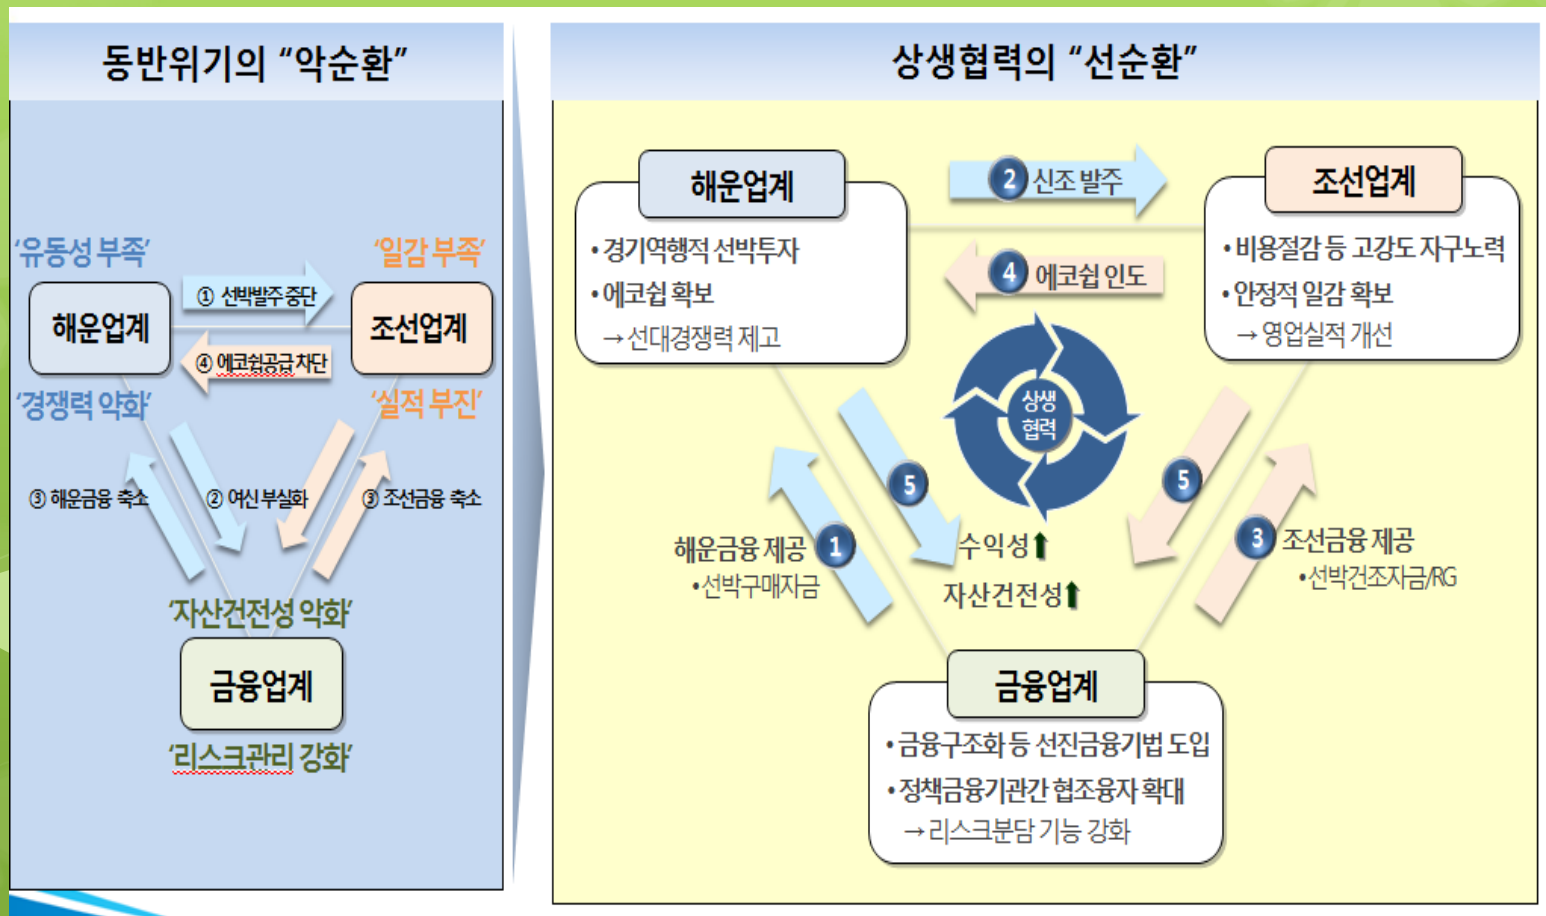 동반위기의 “악순환”
‘유동성 부족’
‘일감 부족’
해운업계
① 선박발주 중단
조선업계
④ 에코쉽공급 차단
‘경쟁력 악화’
‘실적 부진’
③ 해운금융 축소
② 여신 부실화
③ 조선금융 축소
‘자산건전성 악화’
금융업계
‘리스크관리 강화’
상생협력의 “선순환”
해운업계
• 경기역행적 선박투자
• 에코쉽 확보
→ 선대경쟁력 제고
2 신조 발주
4 에코쉽 인도
조선업계
• 비용절감 등 고강도 자구노력
• 안정적 일감 확보
→ 영업실적 개선
상생
협력
5
5
해운금융 제공 1
• 선박구매자금
수익성
자산건전성
3 조선금융 제공
• 선박건조자금/RG
금융업계
• 금융구조화 등 선진금융기법 도입
• 정책금융기관간 협조융자 확대
→ 리스크분담 기능 강화